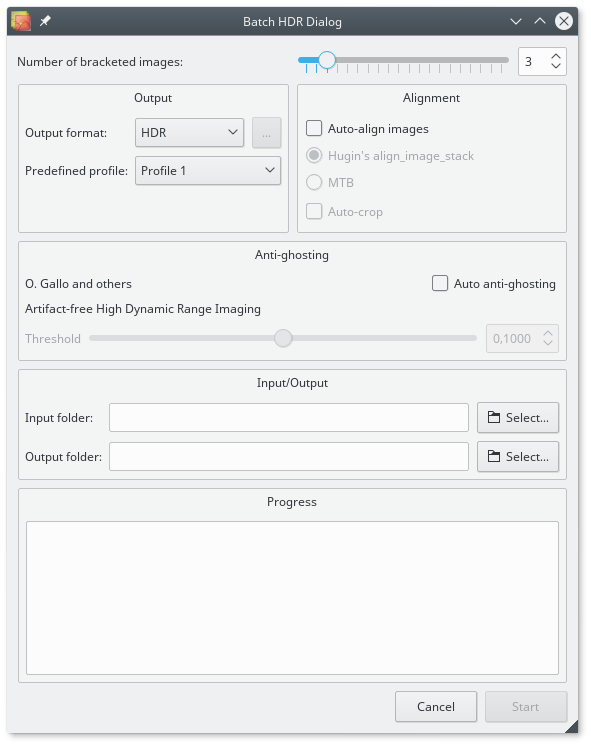 Batch HDR Dialog
Number of bracketed images:
3
Output
Output format:
HDR
...
Predefined profile:
Profile 1
Alignment
Auto-align images
Hugin's align_image_stack
MTB
Auto-crop
Anti-ghosting
O. Gallo and others
Auto anti-ghosting
Artifact-free High Dynamic Range Imaging
Threshold
0,1000
Input/Output
Input folder:
Select...
Output folder:
Select...
Progress
Cancel
Start